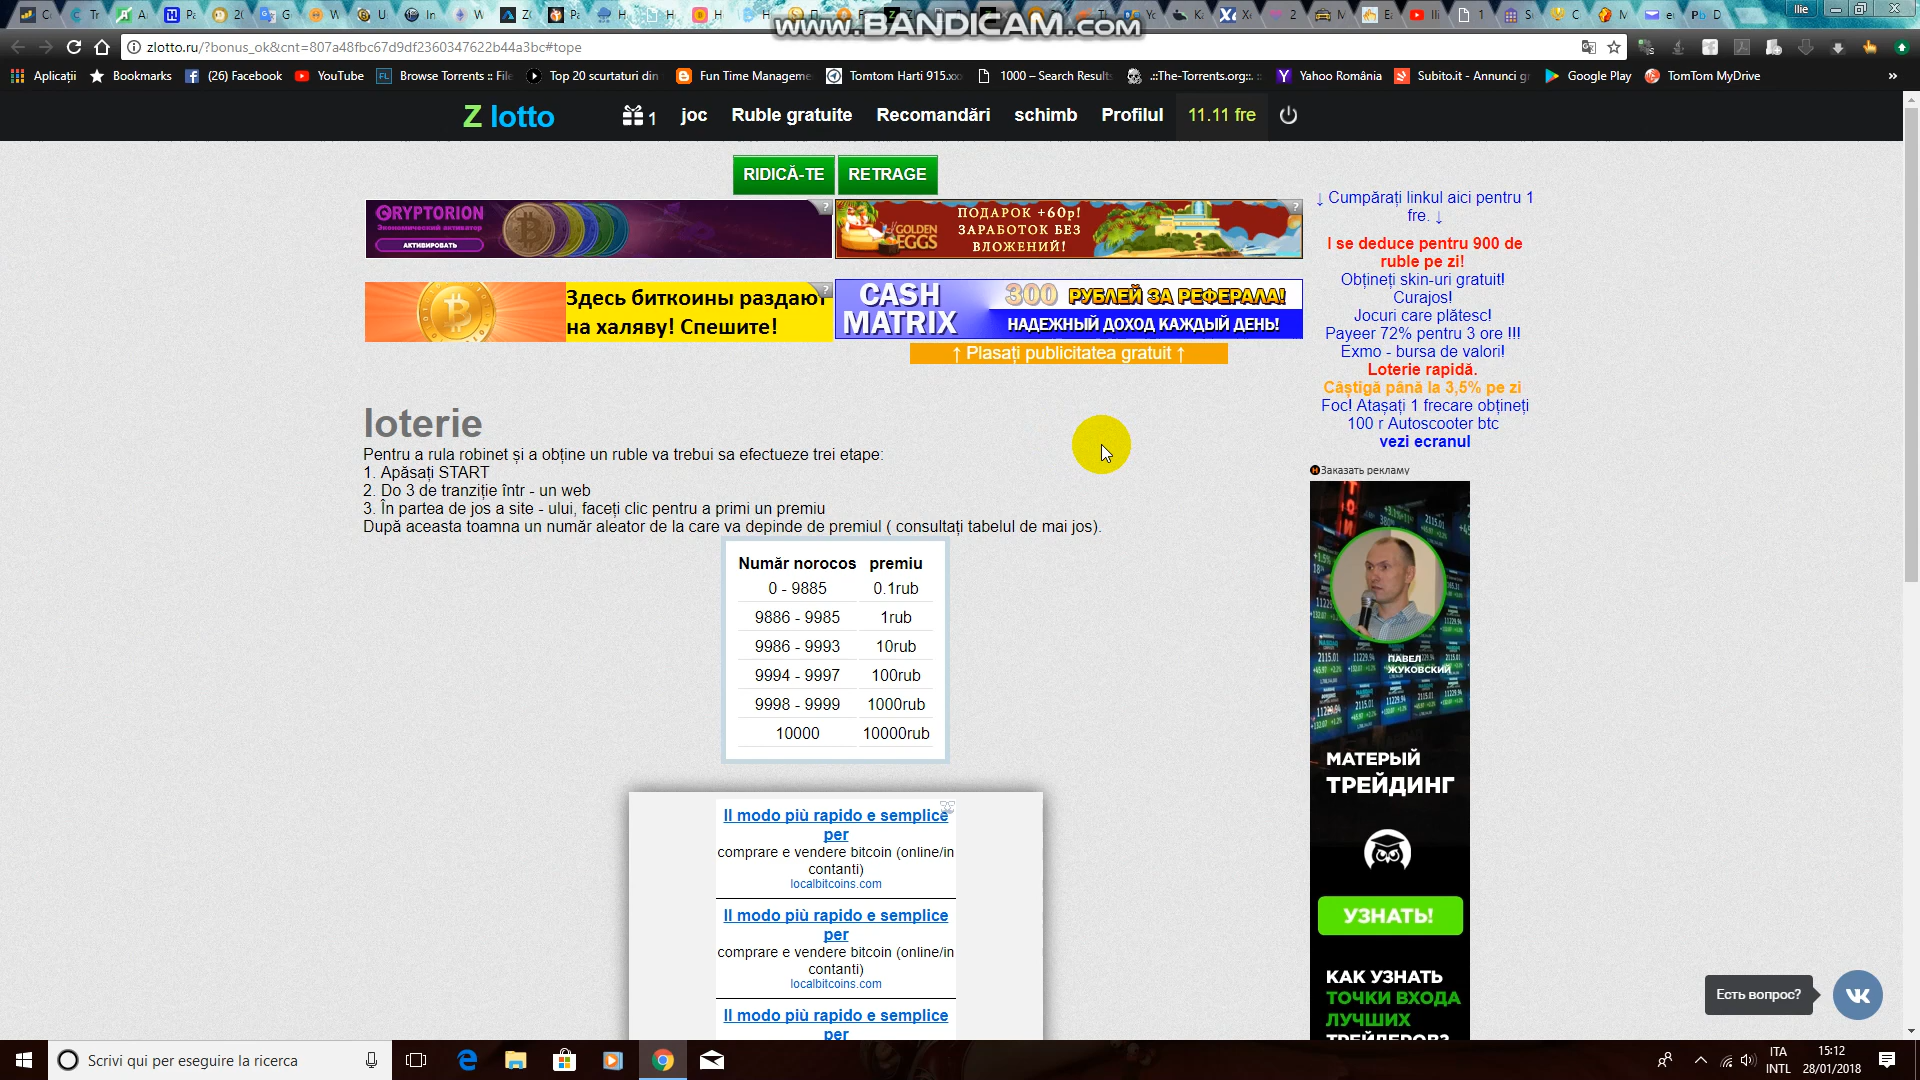 www.BANDICAM.com
Ilie
zlotto.ru/?bonus_ok&cnt=807a48fbc67d9df2360347622b44a3bc#tope
Aplicații
Bookmarks
(26) Facebook
YouTube
Browse Torrents :: File
Top 20 scurtaturi din
Fun Time Manageme
Tomtom Harti 915.xx
1000 – Search Results
.::The-Torrents.org::.
Yahoo România
Subito.it - Annunci gr
Google Play
TomTom MyDrive
»
Z lotto
1
joc
Ruble gratuite
Recomandări
schimb
Profilul
11.11 fre
RIDICĂ-TE
RETRAGE
CRYPTORION
Экономический активатор
АКТИВИРОВАТЬ
GOLDEN EGGS
ПОДАРОК +60р!
ЗАРАБОТОК БЕЗ
ВЛОЖЕНИЙ!
Здесь биткоины раздают
на халяву! Спешите!
CASH MATRIX
300 РУБЛЕЙ ЗА РЕФЕРАЛА!
НАДЕЖНЫЙ ДОХОД КАЖДЫЙ ДЕНЬ!
↑ Plasați publicitatea gratuit ↑
↓ Cumpărați linkul aici pentru 1
fre. ↓
I se deduce pentru 900 de
ruble pe zi!
Obțineți skin-uri gratuit!
Curajos!
Jocuri care plătesc!
Payeer 72% pentru 3 ore !!!
Exmo - bursa de valori!
Loterie rapidă.
Câștigă până la 3,5% pe zi
Foc! Atașați 1 frecare obțineți
100 r Autoscooter btc
vezi ecranul
loterie
Pentru a rula robinet și a obține un ruble va trebui sa efectueze trei etape:
1. Apăsați START
2. Do 3 de tranziție într - un web
3. În partea de jos a site - ului, faceți clic pentru a primi un premiu
După aceasta toamna un număr aleator de la care va depinde de premiul ( consultați tabelul de mai jos).
Număr norocos premiu
0 - 9885 0.1rub
9886 - 9985 1rub
9986 - 9993 10rub
9994 - 9997 100rub
9998 - 9999 1000rub
10000 10000rub
Il modo più rapido e semplice
per
comprare e vendere bitcoin (online/in
contanti)
localbitcoins.com
Il modo più rapido e semplice
per
comprare e vendere bitcoin (online/in
contanti)
localbitcoins.com
Il modo più rapido e semplice
per
Заказать рекламу
ПАВЕЛ
ЖУКОВСКИЙ
МАТЕРЫЙ
ТРЕЙДИНГ
УЗНАТЬ!
КАК УЗНАТЬ
ТОЧКИ ВХОДА
ЛУЧШИХ
ТРЕЙДЕРОВ?
Есть вопрос?
Scrivi qui per eseguire la ricerca
ITA
INTL
15:12
28/01/2018